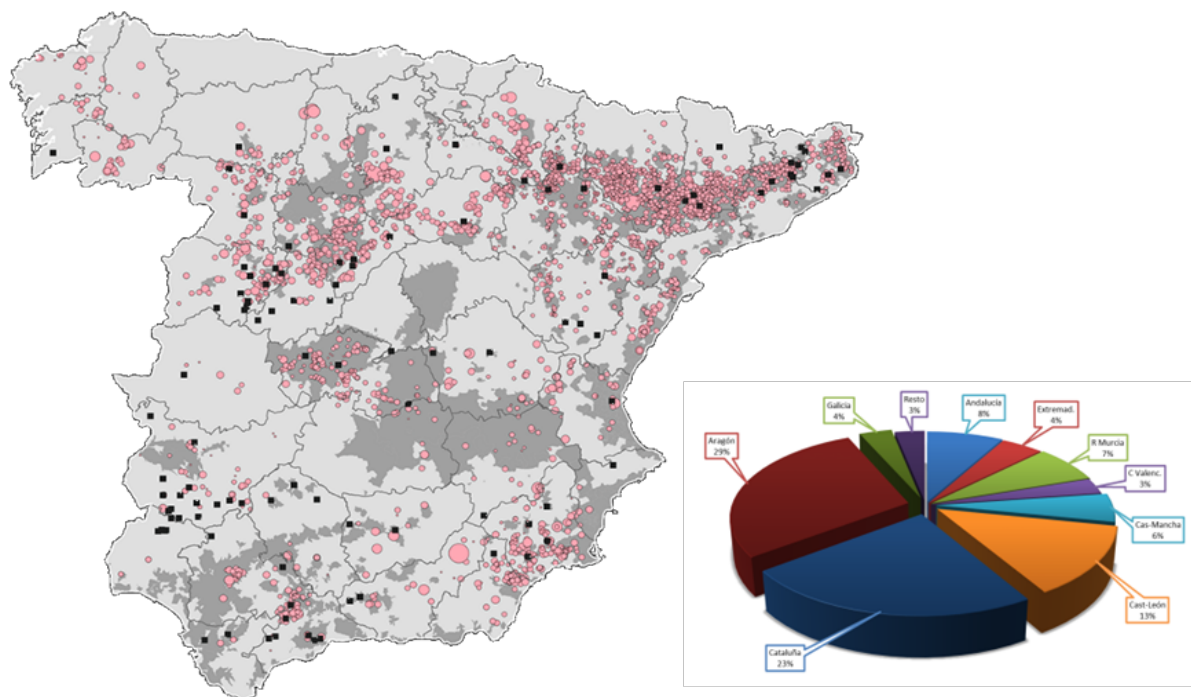 Resto
3%
Andalucía
8%
Extremad.
4%
Galicia
4%
Aragón
29%
R Murcia
7%
C Valenc.
3%
Cas-Mancha
6%
Cast-León
13%
Cataluña
23%